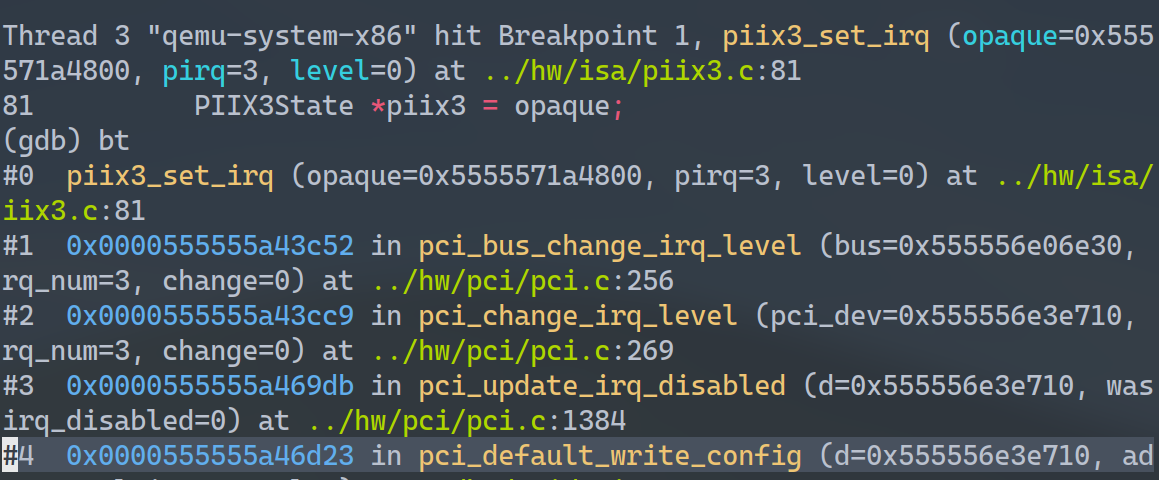 Thread 3 "qemu-system-x86" hit Breakpoint 1, piix3_set_irq (opaque=0x555
571a4800, pirq=3, level=0) at ../hw/isa/piix3.c:81
81          PIIX3State *piix3 = opaque;
(gdb) bt
#0  piix3_set_irq (opaque=0x5555571a4800, pirq=3, level=0) at ../hw/isa/
iix3.c:81
#1  0x0000555555a43c52 in pci_bus_change_irq_level (bus=0x555556e06e30,
rq_num=3, change=0) at ../hw/pci/pci.c:256
#2  0x0000555555a43cc9 in pci_change_irq_level (pci_dev=0x555556e3e710,
rq_num=3, change=0) at ../hw/pci/pci.c:269
#3  0x0000555555a469db in pci_update_irq_disabled (d=0x555556e3e710, was
irq_disabled=0) at ../hw/pci/pci.c:1384
#4  0x0000555555a46d23 in pci_default_write_config (d=0x555556e3e710, ad